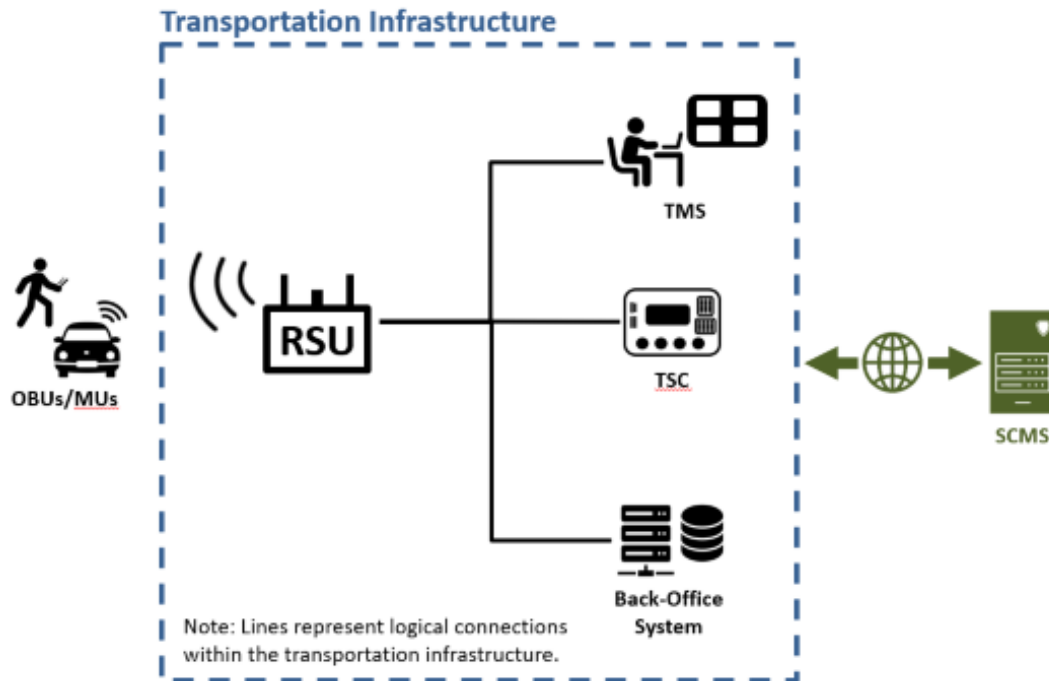 Transportation Infrastructure
TMS
RSU
OBUs/MUs
TSC
SCMS
Back-Office
System
Note: Lines represent logical connections
within the transportation infrastructure.